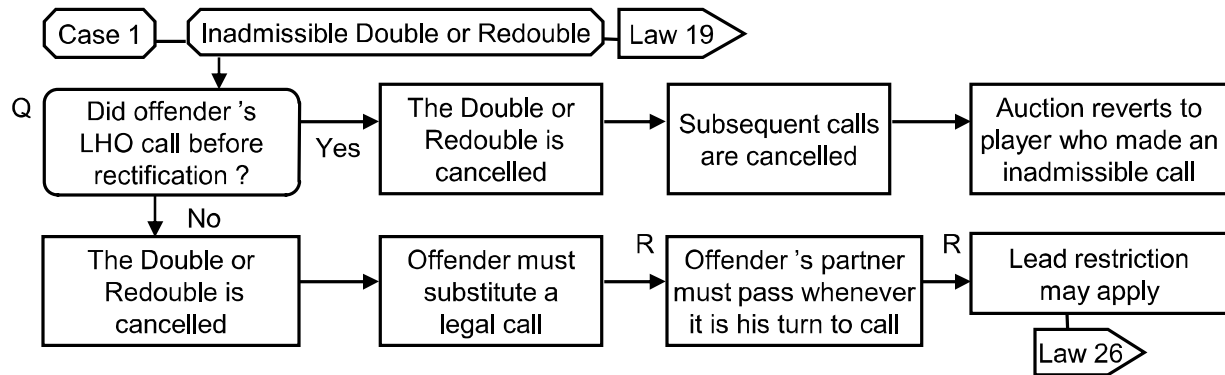 Case 1
Inadmissible Double or Redouble
Law 19
Q
Did offender 's
LHO call before
rectification ?
Yes
The Double or
Redouble is
cancelled
Subsequent calls
are cancelled
Auction reverts to
player who made an
inadmissible call
No
The Double or
Redouble is
cancelled
Offender must
substitute a
legal call
R
Offender 's partner
must pass whenever
it is his turn to call
R
Lead restriction
may apply
Law 26